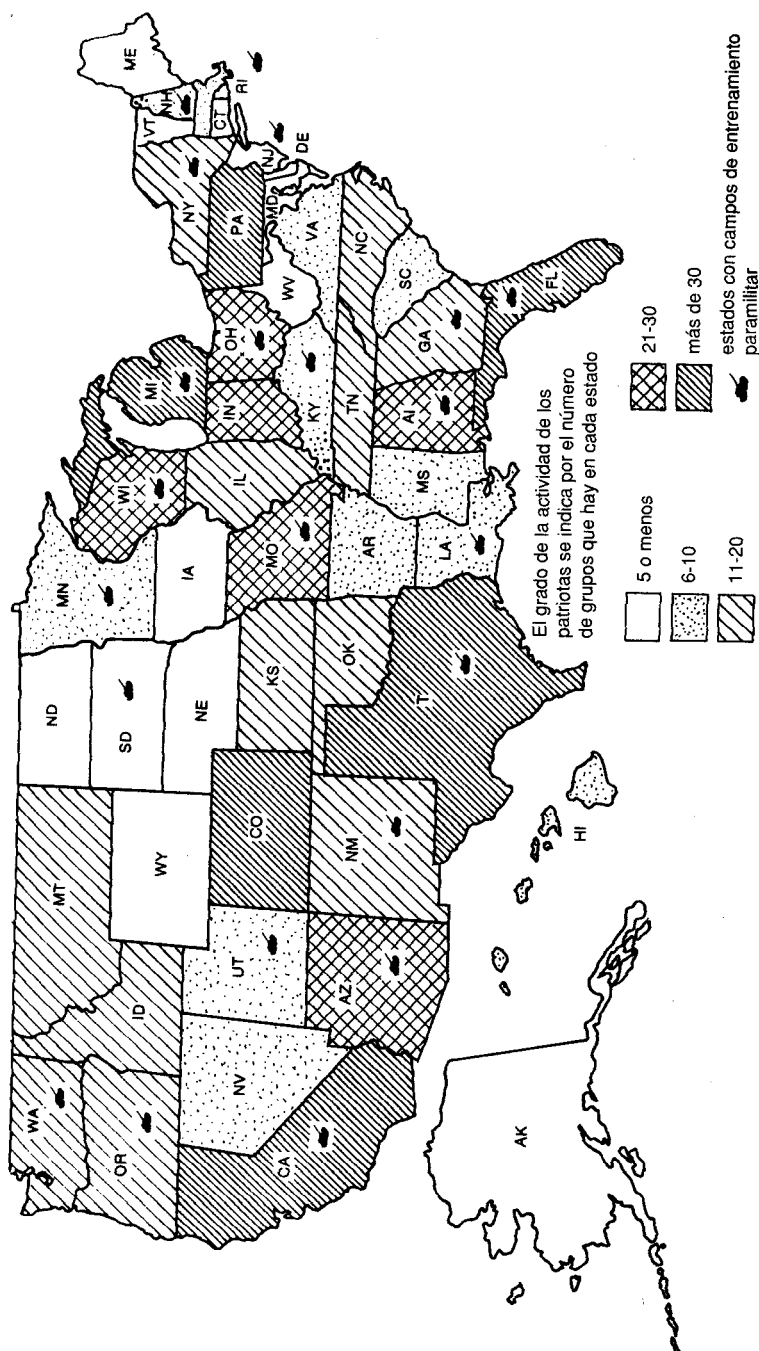 WA
MT
ND
MN
ME
VT
NH
OR
ID
WY
SD
WI
MI
NY
RI
CT
NV
UT
CO
NE
IA
IL
IN
OH
PA
NJ
DE
MD
CA
AZ
NM
KS
MO
KY
WV
VA
OK
AR
TN
NC
T
LA
MS
Al
GA
SC
FL
AK
HI
El grado de la actividad de los
patriotas se indica por el número
de grupos que hay en cada estado
5 o menos
6-10
11-20
21-30
más de 30
estados con campos de entrenamiento
paramilitar